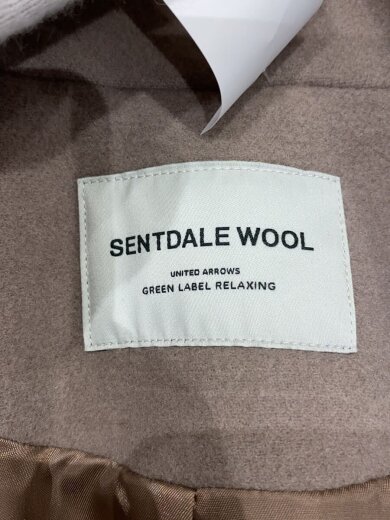 SENTDALE WOOL
UNITED ARROWS
GREEN LABEL RELAXING